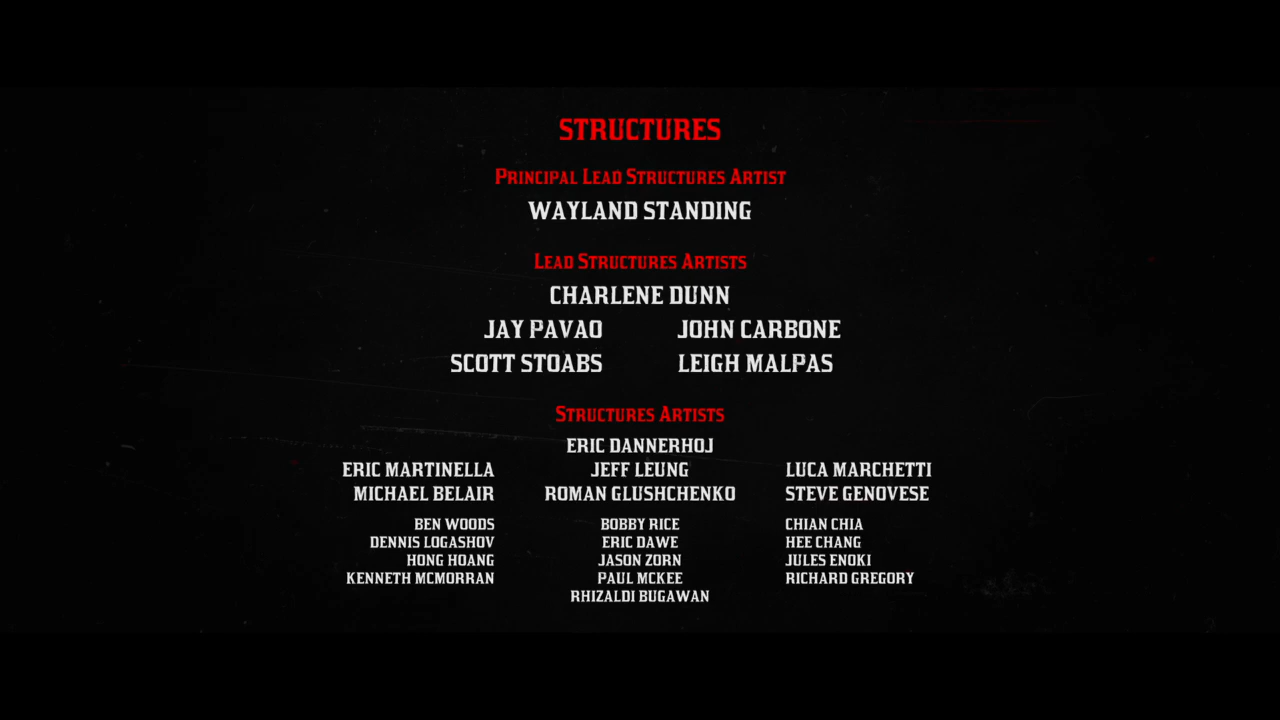 STRUCTURES
PRINCIPAL LEAD STRUCTURES ARTIST
WAYLAND STANDING
LEAD STRUCTURES ARTISTS
CHARLENE DUNN
JAY PAVAO JOHN CARBONE
SCOTT STOABS LEIGH MALPAS
STRUCTURES ARTISTS
ERIC DANNERHOJ
ERIC MARTINELLA JEFF LEUNG LUCA MARCHETTI
MICHAEL BELAIR ROMAN GLUSHCHENKO STEVE GENOVESE
BEN WOODS BOBBY RICE CHIAN CHIA
DENNIS LOGASHOV ERIC DAWE HEE CHANG
HONG HOANG JASON ZORN JULES ENOKI
KENNETH MCMORRAN PAUL MCKEE RICHARD GREGORY
RHIZALDI BUGAWAN